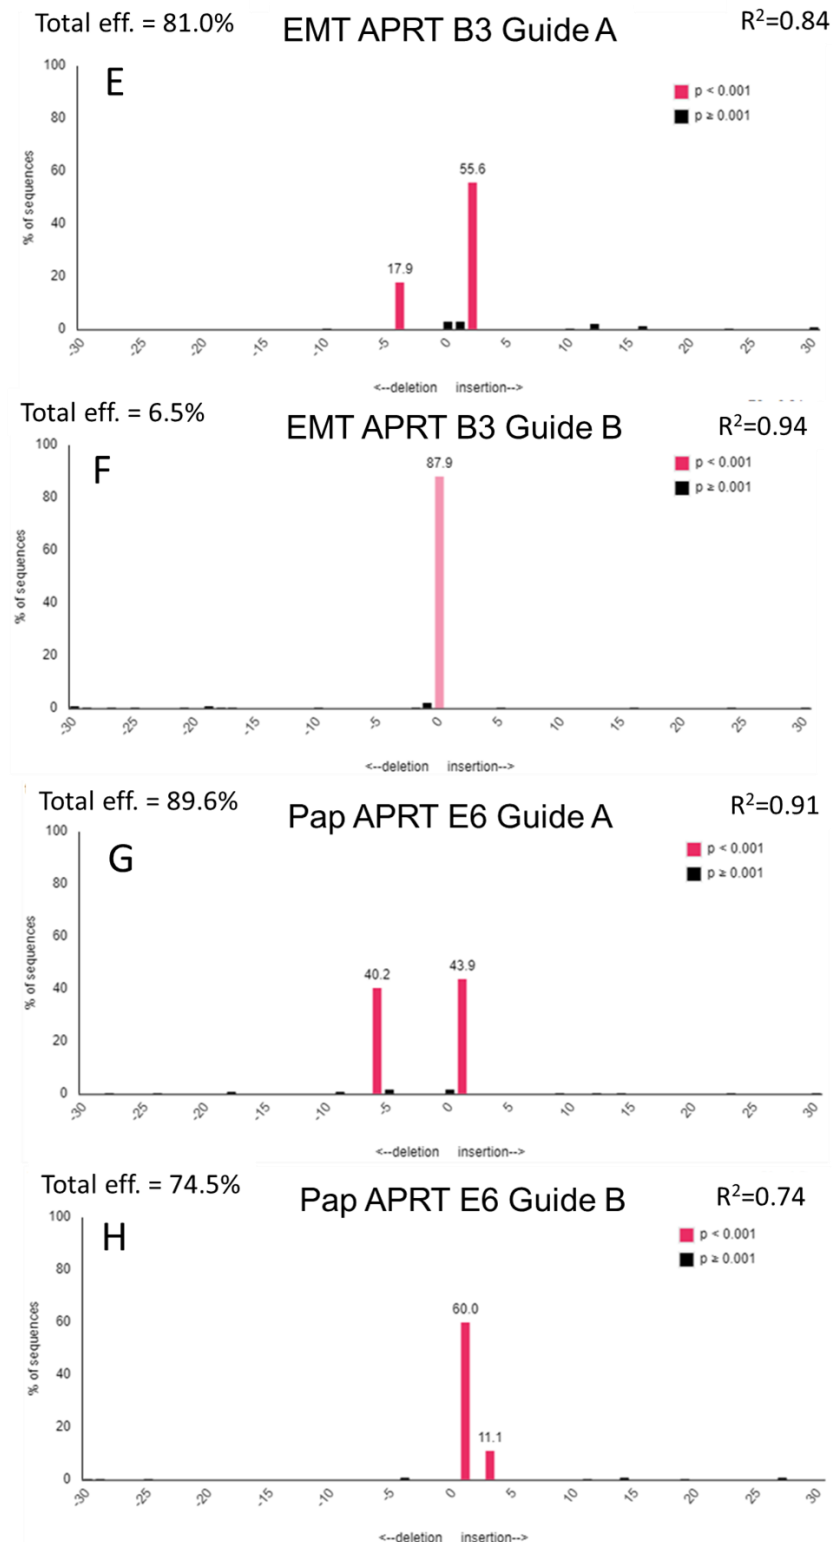 Total eff. = 81.0% EMT APRT B3 Guide A R²=0.84
E
p < 0.001
p ≥ 0.001
% of sequences
100
80
60
40
20
0
17.9
55.6
-30 -25 -20 -15 -10 -5 0 5 10 15 20 25 30
<--deletion insertion-->
Total eff. = 6.5% EMT APRT B3 Guide B R²=0.94
F
p < 0.001
p ≥ 0.001
% of sequences
100
80
60
40
20
0
87.9
-30 -25 -20 -15 -10 -5 0 5 10 15 20 25 30
<--deletion insertion-->
Total eff. = 89.6% Pap APRT E6 Guide A R²=0.91
G
p < 0.001
p ≥ 0.001
% of sequences
100
80
60
40
20
0
40.2
43.9
-30 -25 -20 -15 -10 -5 0 5 10 15 20 25 30
<--deletion insertion-->
Total eff. = 74.5% Pap APRT E6 Guide B R²=0.74
H
p < 0.001
p ≥ 0.001
% of sequences
100
80
60
40
20
0
60.0
11.1
-30 -25 -20 -15 -10 -5 0 5 10 15 20 25 30
<--deletion insertion-->